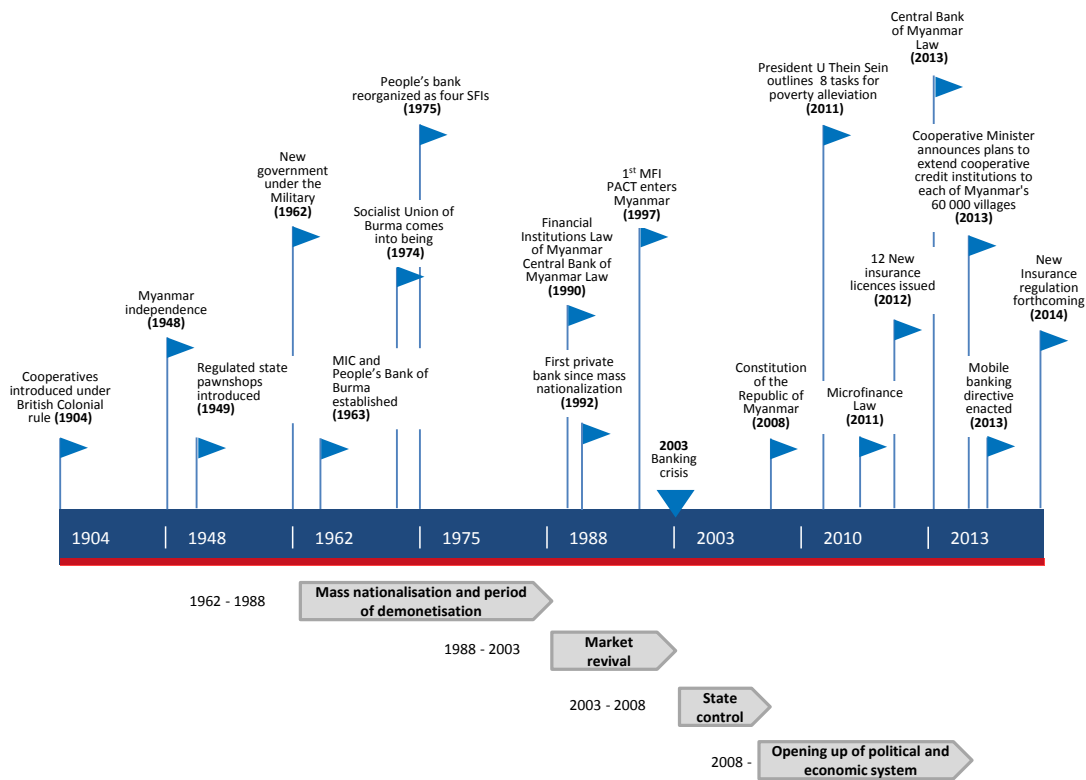 Cooperatives
introduced under
British Colonial
rule (1904)
Myanmar
independence
(1948)
Regulated state
pawnshops
introduced
(1949)
New
government
under the
Military
(1962)
MIC and
People's Bank of
Burma
established
(1963)
Socialist Union of
Burma comes
into being
(1974)
People's bank
reorganized as four SFIs
(1975)
Financial
Institutions Law
of Myanmar
Central Bank of
Myanmar Law
(1990)
First private
bank since mass
nationalization
(1992)
1st MFI
PACT enters
Myanmar
(1997)
2003
Banking
crisis
Constitution
of the
Republic of
Myanmar
(2008)
President U Thein Sein
outlines 8 tasks for
poverty alleviation
(2011)
Microfinance
Law
(2011)
12 New
insurance
licences issued
(2012)
Central Bank
of Myanmar
Law
(2013)
Cooperative Minister
announces plans to
extend cooperative
credit institutions to
each of Myanmar's
60 000 villages
(2013)
Mobile
banking
directive
enacted
(2013)
New
Insurance
regulation
forthcoming
(2014)
1904 1948 1962 1975 1988 2003 2010 2013
1962 - 1988
Mass nationalisation and period
of demonetisation
1988 - 2003
Market
revival
2003 - 2008
State
control
2008 -
Opening up of political and
economic system